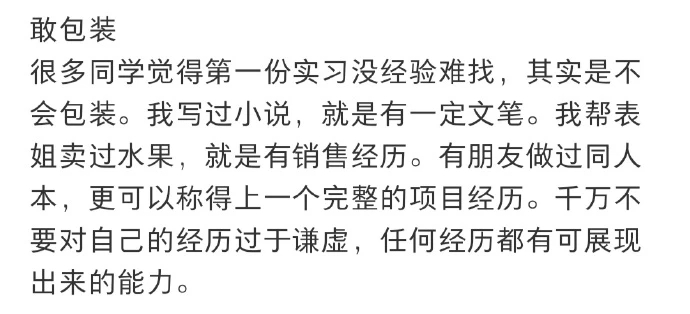 敢包装
很多同学觉得第一份实习没经验难找，其实是不
会包装。我写过小说，就是有一定文笔。我帮表
姐卖过水果，就是有销售经历。有朋友做过同人
本，更可以称得上一个完整的项目经历。千万不
要对自己的经历过于谦虚，任何经历都有可展现
出来的能力。